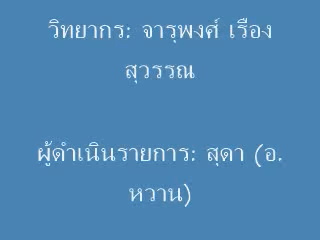 วิทยากร: จารุพงศ์ เรือง
สุวรรณ
ผู้ดำเนินรายการ: สุดา (อ.
หวาน)